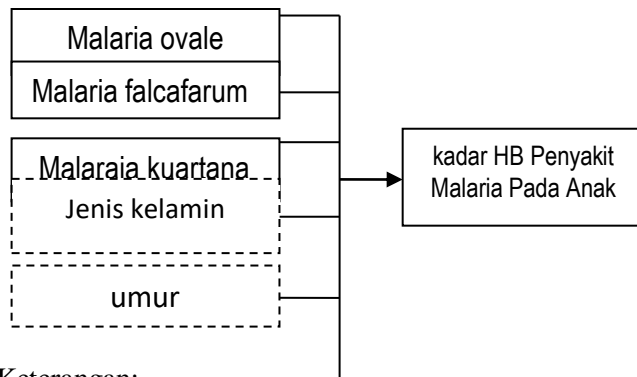 Malaria ovale
Malaria falcafarum
Malaraia kuartana
Jenis kelamin
umur
kadar HB Penyakit
Malaria Pada Anak
Keterangan: